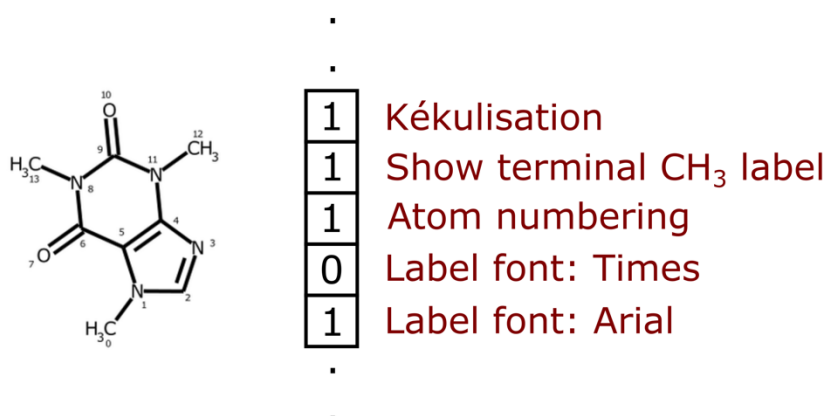 10
O
12
9
11
CH3
H3C
13
N
8
N
5
4
6
N
3
O
7
N
1
2
H3C
0
1 Kékulisation
1 Show terminal CH3 label
1 Atom numbering
0 Label font: Times
1 Label font: Arial